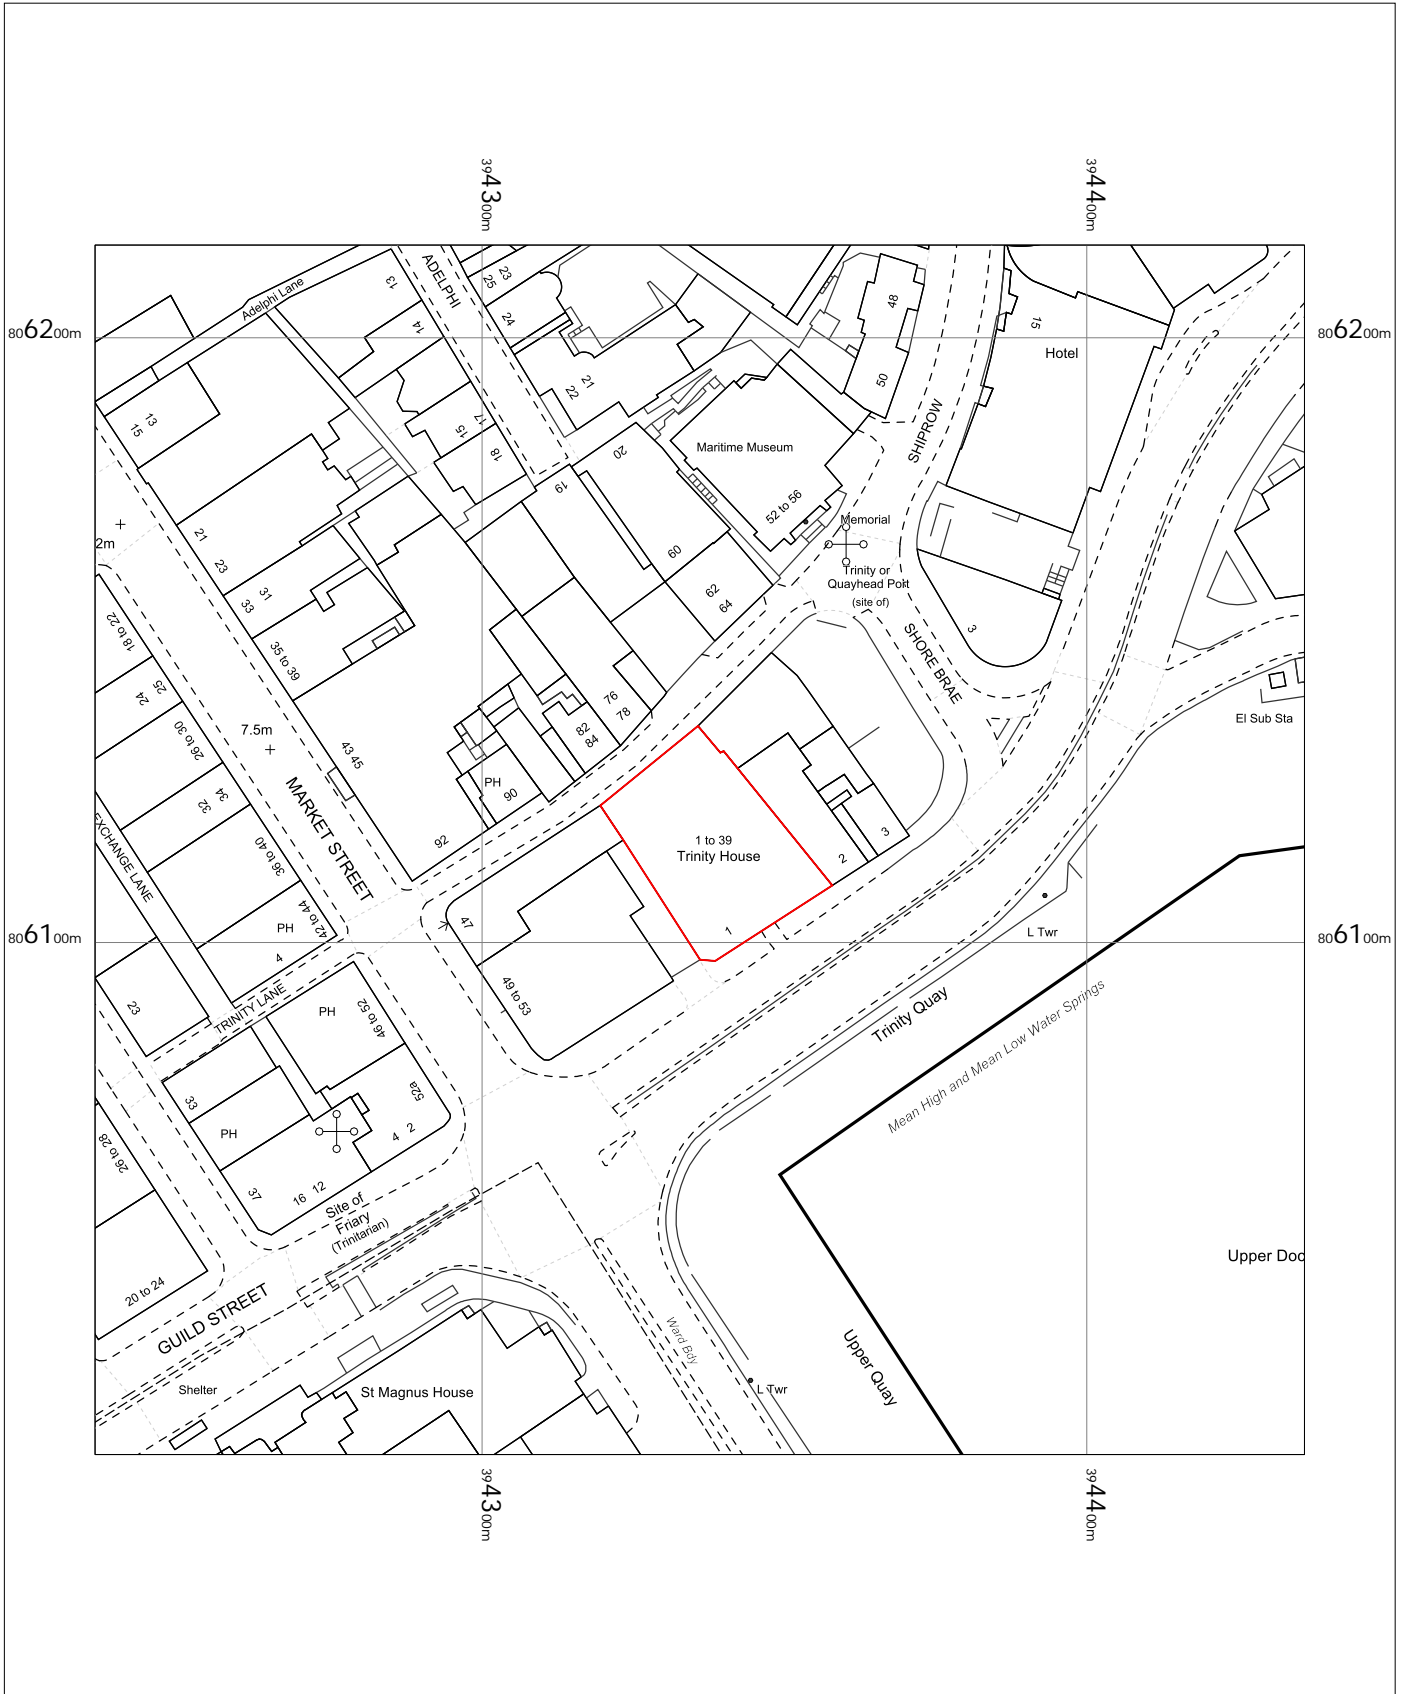 394300m
394400m
806200m
806200m
Adelphi Lane
13
ADELPHI
23
25
24
14
48
15
Hotel
50
21
22
13
15
17
15
18
20
Maritime Museum
SHIPROW
19
52 to 56
Memorial
2m
21
23
60
Trinity or
Quayhead Port
(site of)
31
33
62
64
18 to 22
35 to 39
3
SHORE BRAE
25
24
76
78
El Sub Sta
26 to 30
7.5m
82
84
43 45
PH
90
34
32
MARKET STREET
EXCHANGE LANE
36 to 40
92
1 to 39
Trinity House
3
2
42 to 44
PH
47
1
L Twr
806100m
806100m
4
49 to 53
23
TRINITY LANE
PH
46 to 52
Trinity Quay
Mean High and Mean Low Water Springs
33
52a
PH
4 2
26 to 28
37
16 12
Site of
Friary
(Trinitarian)
Upper Doc
20 to 24
GUILD STREET
Ward Bdy
Upper Quay
Shelter
St Magnus House
L Twr
394300m
394400m